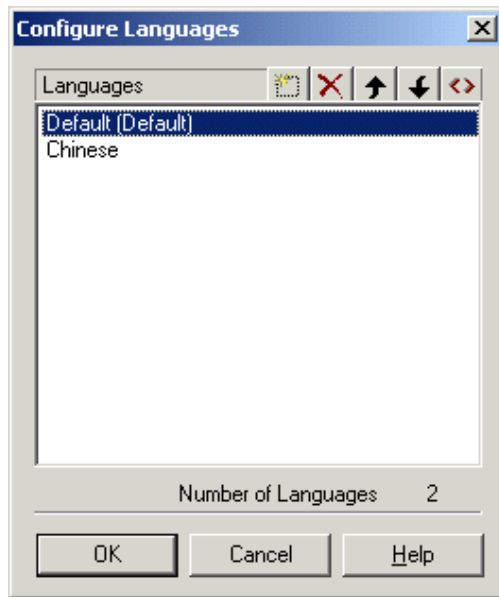 Configure Languages
Languages
Default (Default)
Chinese
Number of Languages 2
OK Cancel Help